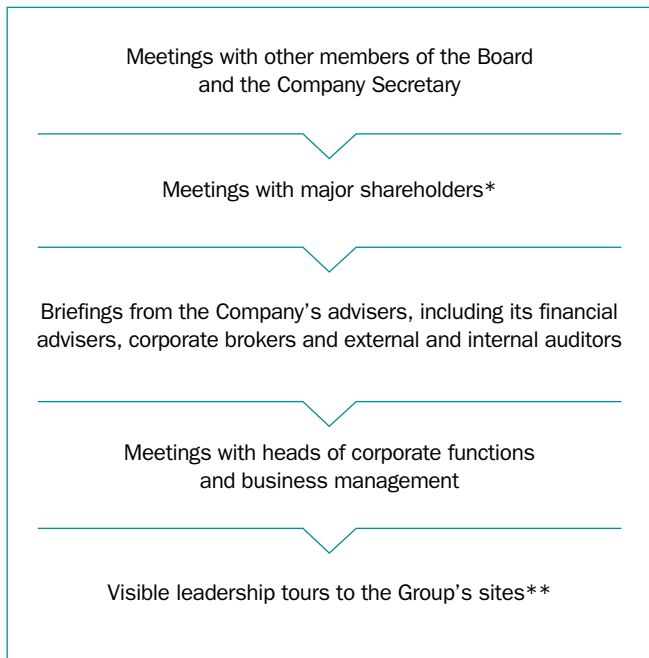 Meetings with other members of the Board
and the Company Secretary
Meetings with major shareholders*
Briefings from the Company’s advisers, including its financial
advisers, corporate brokers and external and internal auditors
Meetings with heads of corporate functions
and business management
Visible leadership tours to the Group’s sites**